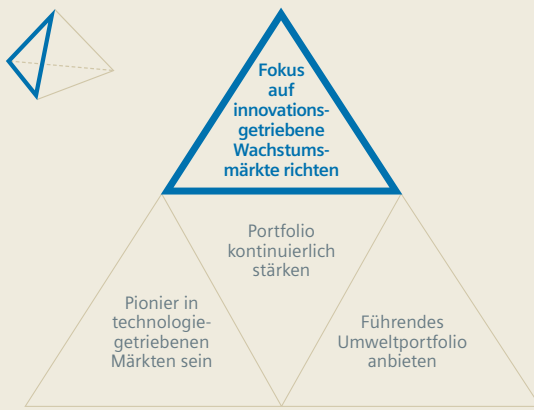 Fokus
auf
innovations-
getriebene
Wachstums-
märkte richten
Portfolio
kontinuierlich
stärken
Pionier in
technologie-
getriebenen
Märkten sein
Führendes
Umweltportfolio
anbieten